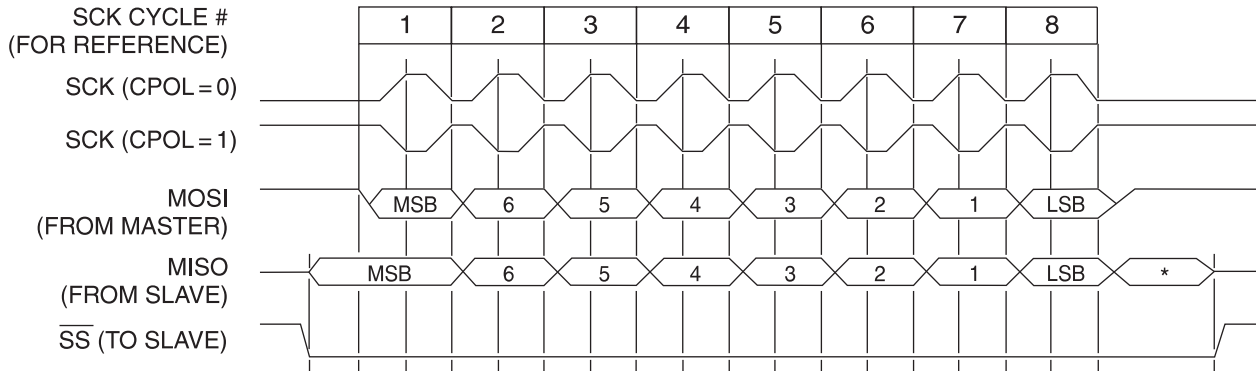 SCK CYCLE #
(FOR REFERENCE)
1 2 3 4 5 6 7 8
SCK (CPOL = 0)
SCK (CPOL = 1)
MOSI
(FROM MASTER)
MSB 6 5 4 3 2 1 LSB
MISO
(FROM SLAVE)
MSB 6 5 4 3 2 1 LSB *
SS (TO SLAVE)